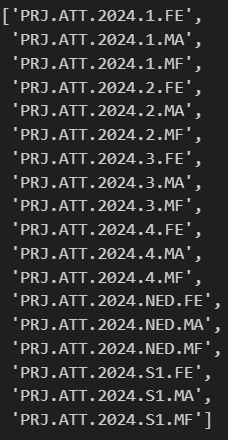 ['PRJ.ATT.2024.1.FE',
'PRJ.ATT.2024.1.MA',
'PRJ.ATT.2024.1.MF',
'PRJ.ATT.2024.2.FE',
'PRJ.ATT.2024.2.MA',
'PRJ.ATT.2024.2.MF',
'PRJ.ATT.2024.3.FE',
'PRJ.ATT.2024.3.MA',
'PRJ.ATT.2024.3.MF',
'PRJ.ATT.2024.4.FE',
'PRJ.ATT.2024.4.MA',
'PRJ.ATT.2024.4.MF',
'PRJ.ATT.2024.NED.FE',
'PRJ.ATT.2024.NED.MA',
'PRJ.ATT.2024.NED.MF',
'PRJ.ATT.2024.S1.FE',
'PRJ.ATT.2024.S1.MA',
'PRJ.ATT.2024.S1.MF']